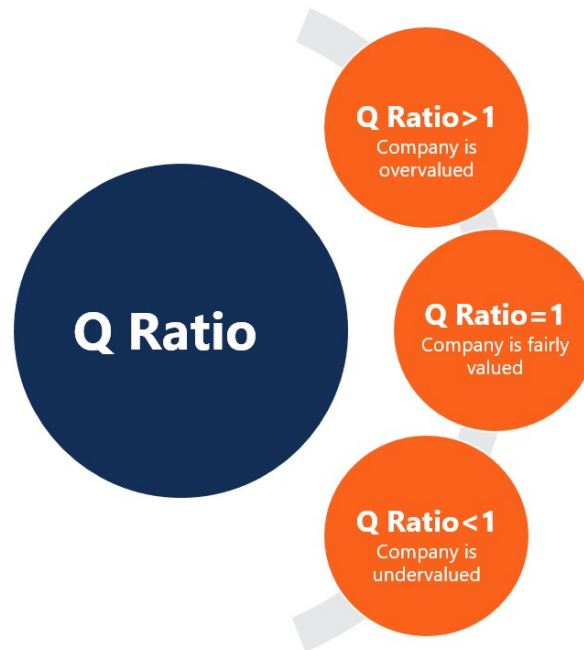 Q Ratio
Q Ratio>1
Company is
overvalued
Q Ratio=1
Company is fairly
valued
Q Ratio<1
Company is
undervalued